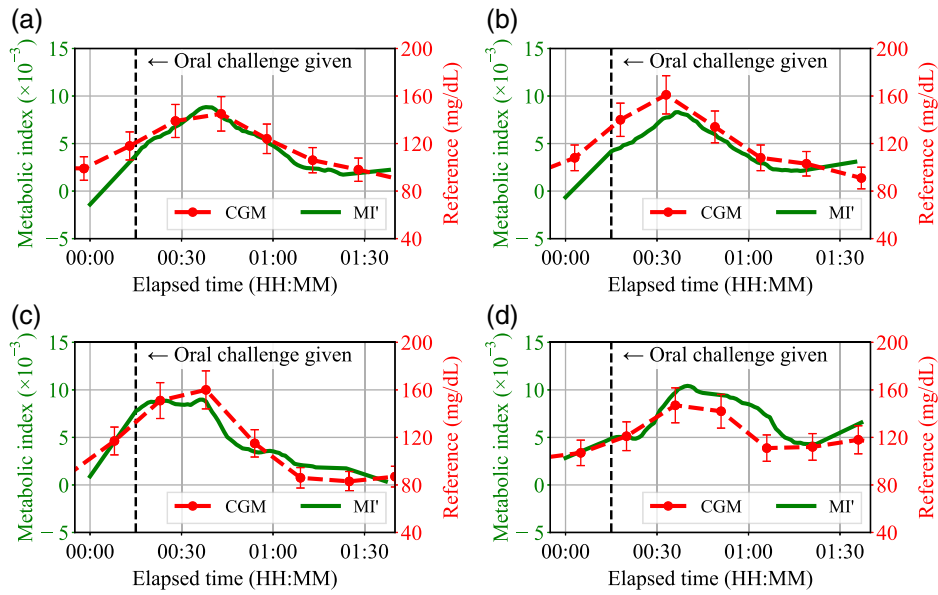 (a)
Metabolic index (×10⁻³)
15
10
5
0
−5
← Oral challenge given
CGM
MI'
200
160
120
80
40
Reference (mg/dL)
00:00
00:30
01:00
01:30
Elapsed time (HH:MM)
(b)
Metabolic index (×10⁻³)
15
10
5
0
−5
← Oral challenge given
CGM
MI'
200
160
120
80
40
Reference (mg/dL)
00:00
00:30
01:00
01:30
Elapsed time (HH:MM)
(c)
Metabolic index (×10⁻³)
15
10
5
0
−5
← Oral challenge given
CGM
MI'
200
160
120
80
40
Reference (mg/dL)
00:00
00:30
01:00
01:30
Elapsed time (HH:MM)
(d)
Metabolic index (×10⁻³)
15
10
5
0
−5
← Oral challenge given
CGM
MI'
200
160
120
80
40
Reference (mg/dL)
00:00
00:30
01:00
01:30
Elapsed time (HH:MM)